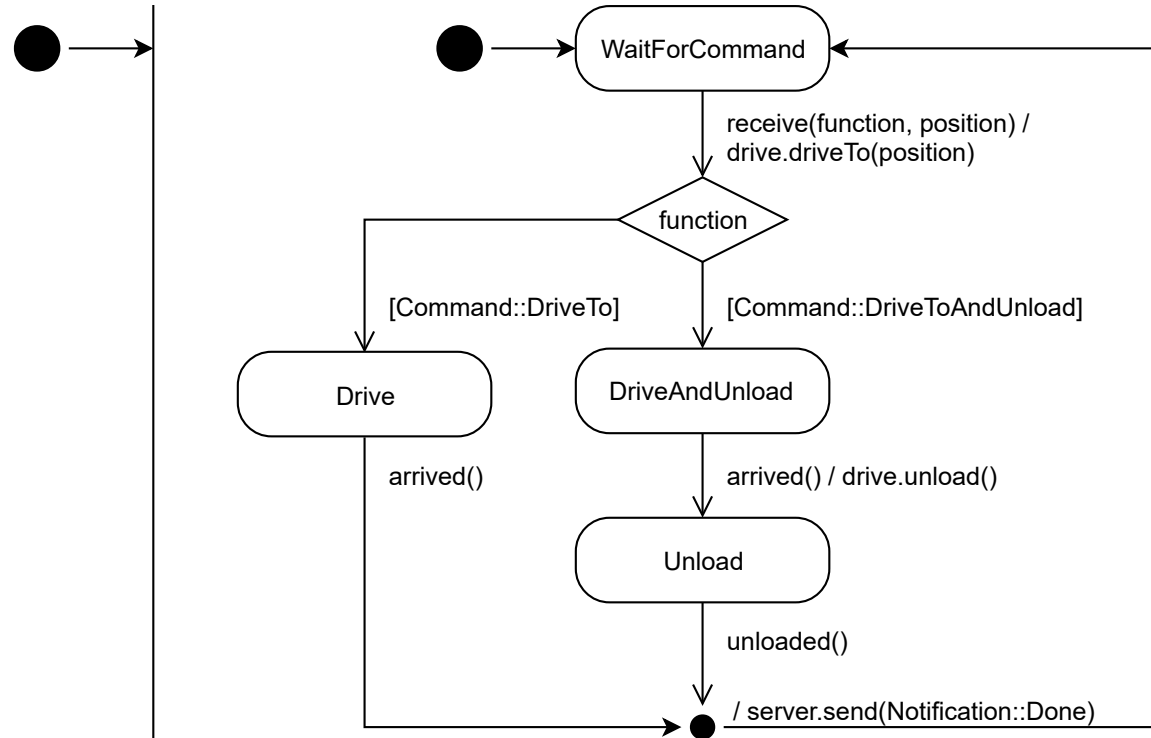 WaitForCommand
receive(function, position) /
drive.driveTo(position)
function
[Command::DriveTo]
[Command::DriveToAndUnload]
Drive
DriveAndUnload
arrived()
arrived() / drive.unload()
Unload
unloaded()
/ server.send(Notification::Done)